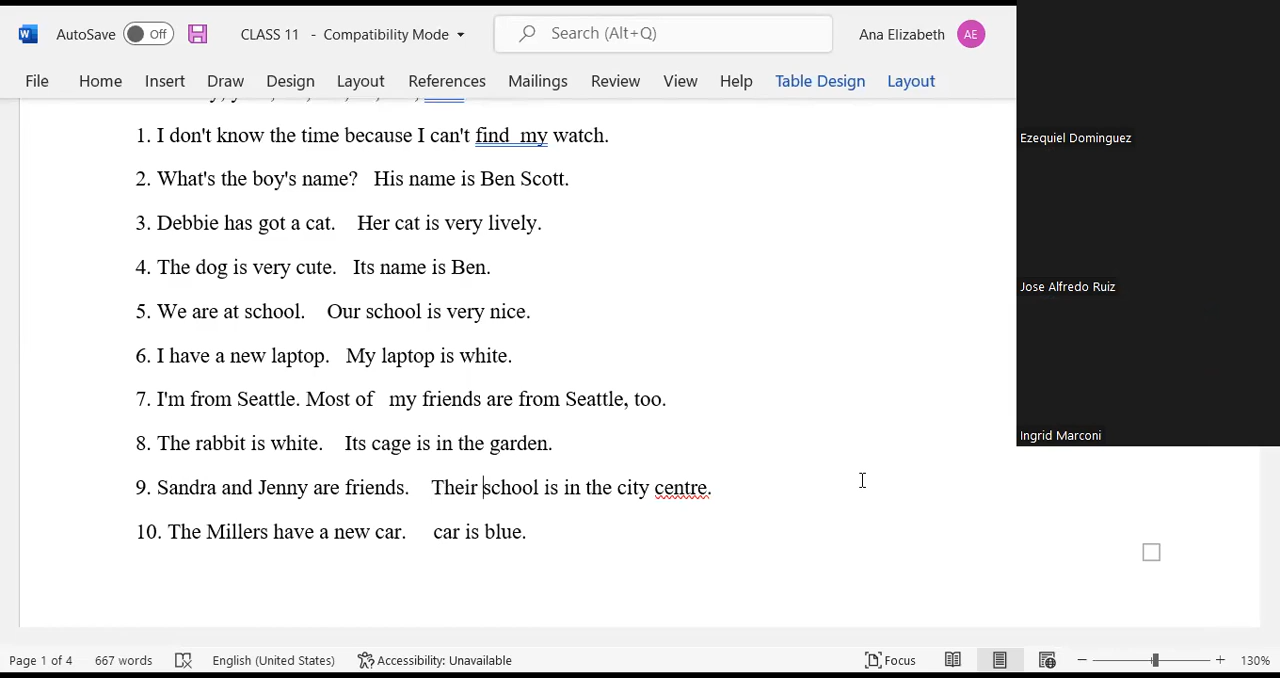 AutoSave Off CLASS 11 - Compatibility Mode Search (Alt+Q) Ana Elizabeth AE
File Home Insert Draw Design Layout References Mailings Review View Help Table Design Layout
1. I don't know the time because I can't find my watch.
2. What's the boy's name? His name is Ben Scott.
3. Debbie has got a cat. Her cat is very lively.
4. The dog is very cute. Its name is Ben.
5. We are at school. Our school is very nice.
6. I have a new laptop. My laptop is white.
7. I'm from Seattle. Most of my friends are from Seattle, too.
8. The rabbit is white. Its cage is in the garden.
9. Sandra and Jenny are friends. Their school is in the city centre.
10. The Millers have a new car. car is blue.
Ezequiel Dominguez
Jose Alfredo Ruiz
Ingrid Marconi
Page 1 of 4 667 words English (United States) Accessibility: Unavailable Focus 130%